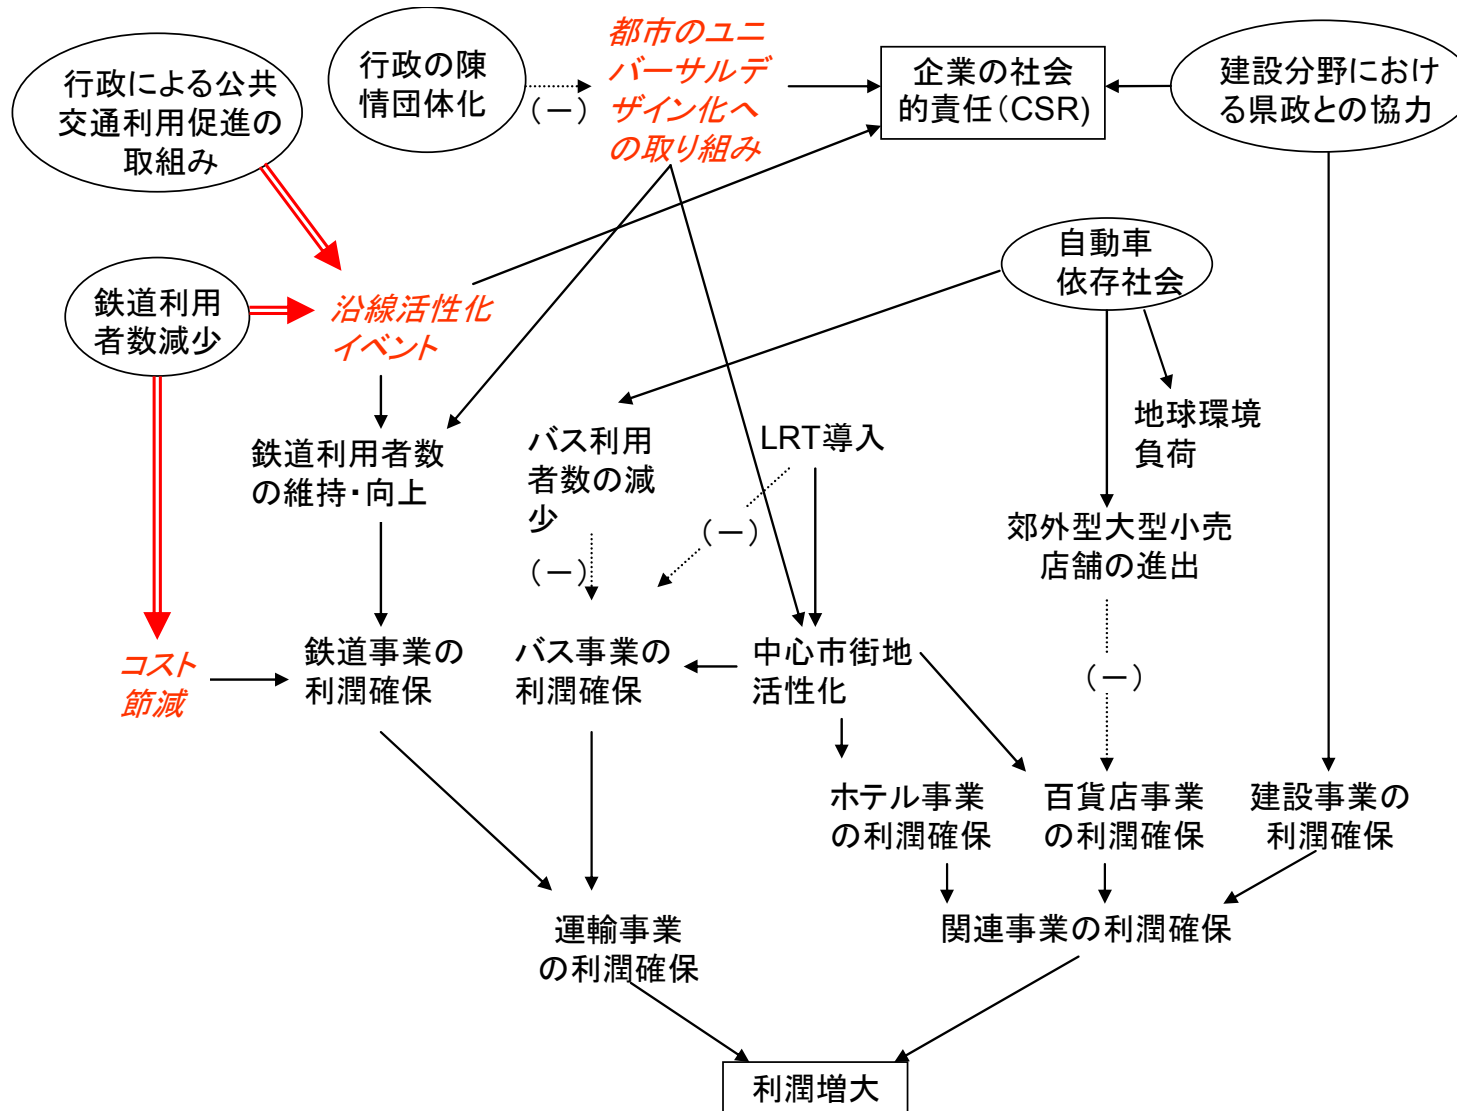 行政による公共
交通利用促進の
取組み
行政の陳
情団体化
(－)
都市のユニ
バーサルデ
ザイン化へ
の取り組み
企業の社会
的責任(CSR)
建設分野におけ
る県政との協力
鉄道利用
者数減少
沿線活性化
イベント
自動車
依存社会
鉄道利用者数
の維持・向上
バス利用
者数の減
少
(－)
LRT導入
(－)
地球環境
負荷
郊外型大型小売
店舗の進出
(－)
コスト
節減
鉄道事業の
利潤確保
バス事業の
利潤確保
中心市街地
活性化
ホテル事業
の利潤確保
百貨店事業
の利潤確保
建設事業の
利潤確保
運輸事業
の利潤確保
関連事業の利潤確保
利潤増大